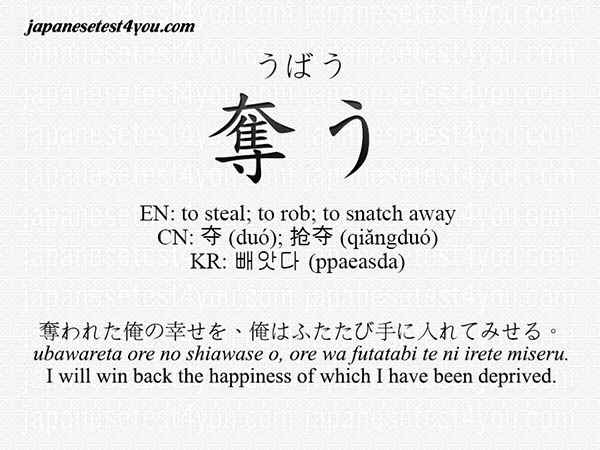 japanesetest4you.com
うばう
奪う
EN: to steal; to rob; to snatch away
CN: 夺 (duó); 抢夺 (qiǎngduó)
KR: 빼앗다 (ppaeasda)
奪われた俺の幸せを、俺はふたたび手に入れてみせる。
ubawareta ore no shiawase o, ore wa futatabi te ni irete miseru.
I will win back the happiness of which I have been deprived.